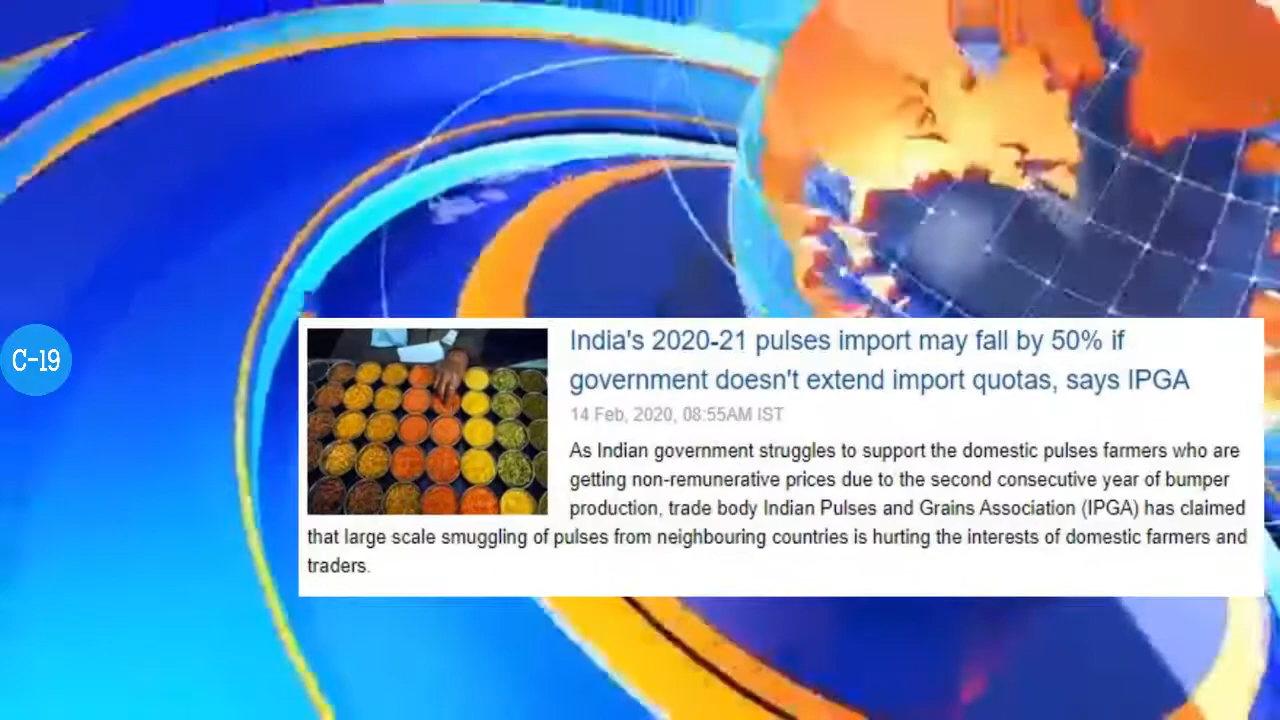 C-19
India's 2020-21 pulses import may fall by 50% if
government doesn't extend import quotas, says IPGA
14 Feb, 2020, 08:55AM IST
As Indian government struggles to support the domestic pulses farmers who are
getting non-remunerative prices due to the second consecutive year of bumper
production, trade body Indian Pulses and Grains Association (IPGA) has claimed
that large scale smuggling of pulses from neighbouring countries is hurting the interests of domestic farmers and
traders.